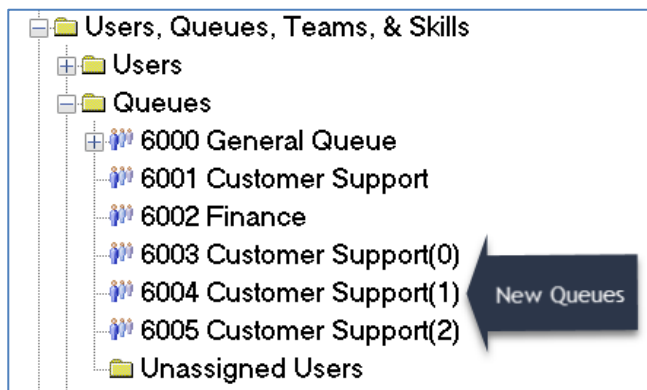 Users, Queues, Teams, & Skills
Users
Queues
6000 General Queue
6001 Customer Support
6002 Finance
6003 Customer Support(0)
6004 Customer Support(1)
New Queues
6005 Customer Support(2)
Unassigned Users